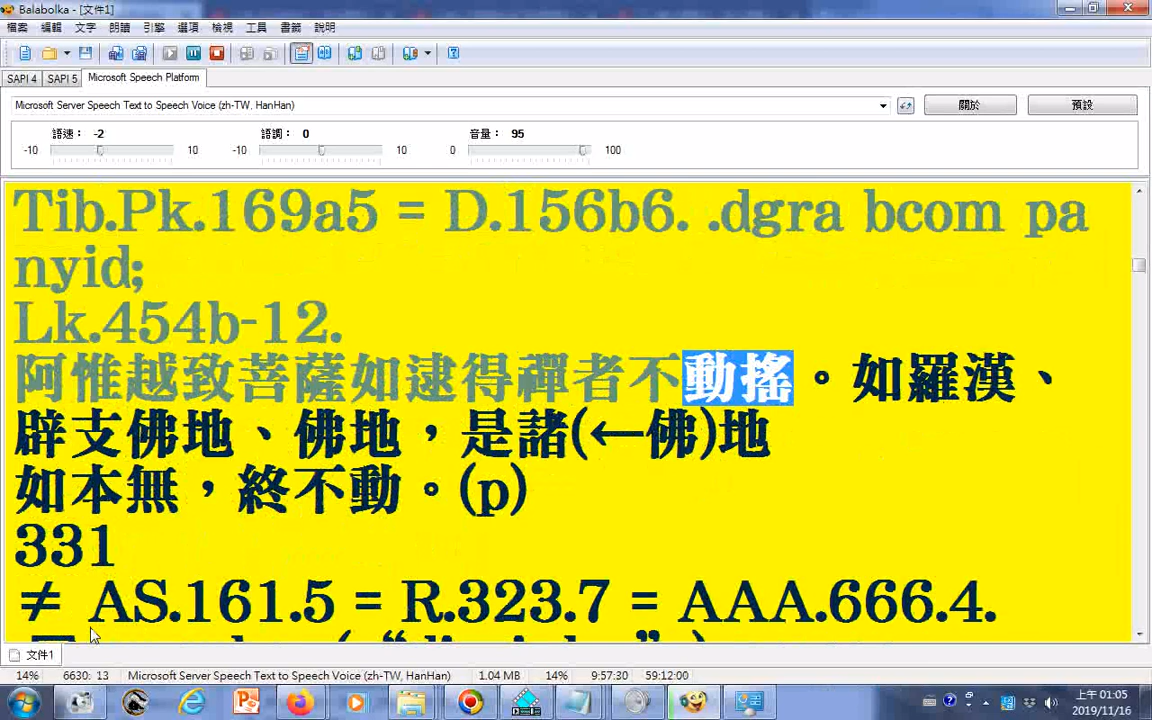 Balabolka - [文件1]
檔案 編輯 文字 朗讀 引擎 選項 檢視 工具 書籤 說明
SAPI 4 SAPI 5 Microsoft Speech Platform
Microsoft Server Speech Text to Speech Voice (zh-TW, HanHan) 關於 預設
語速： -2 語調： 0 音量： 95
-10 10 -10 10 0 100
Tib.Pk.169a5 = D.156b6. .dgra bcom pa
nyid;
Lk.454b-12.
阿惟越致菩薩如逮得禪者不動搖。如羅漢、
辟支佛地、佛地，是諸(←佛)地
如本無，終不動。(p)
331
≠ AS.161.5 = R.323.7 = AAA.666.4.
文件1
14% 6630: 13 Microsoft Server Speech Text to Speech Voice (zh-TW, HanHan) 1.04 MB 14% 9:57:30 59:12:00
上午 01:05
2019/11/16